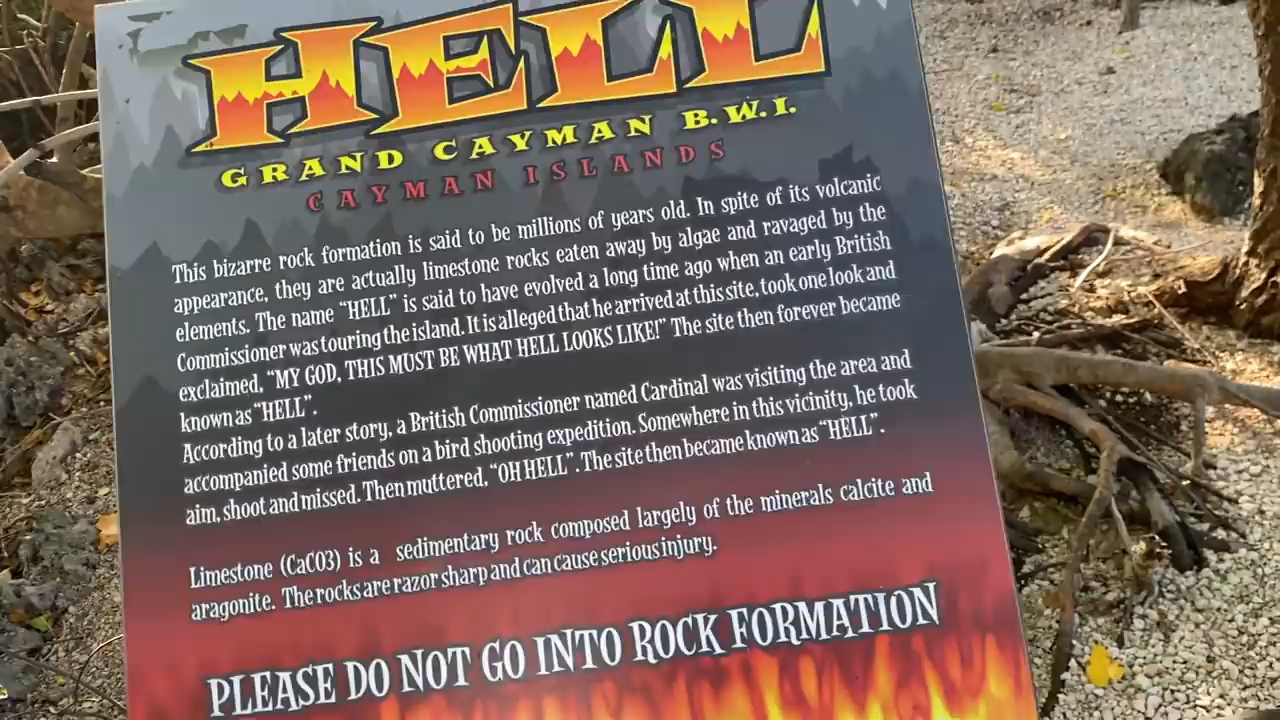 HELL
GRAND CAYMAN B.W.I.
CAYMAN ISLANDS
This bizarre rock formation is said to be millions of years old. In spite of its volcanic
appearance, they are actually limestone rocks eaten away by algae and ravaged by the
elements. The name “HELL” is said to have evolved a long time ago when an early British
Commissioner was touring the island. It is alleged that he arrived at this site, took one look and
exclaimed, “MY GOD, THIS MUST BE WHAT HELL LOOKS LIKE!” The site then forever became
known as “HELL”.
According to a later story, a British Commissioner named Cardinal was visiting the area and
accompanied some friends on a bird shooting expedition. Somewhere in this vicinity, he took
aim, shoot and missed. Then muttered, “OH HELL”. The site then became known as “HELL”.
Limestone (CaCO3) is a sedimentary rock composed largely of the minerals calcite and
aragonite. The rocks are razor sharp and can cause serious injury.
PLEASE DO NOT GO INTO ROCK FORMATION